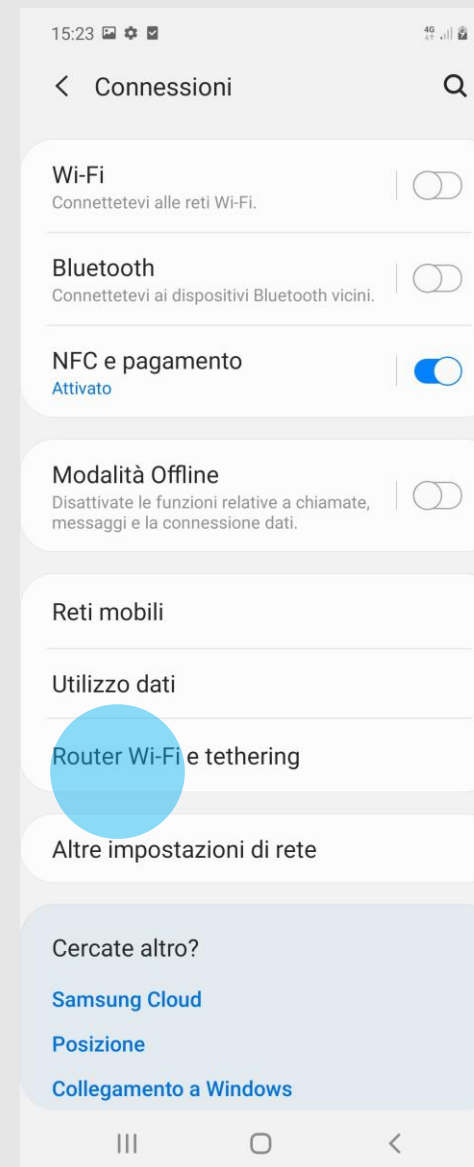 15:23
4G
Connessioni
Wi-Fi
Connettetevi alle reti Wi-Fi.
Bluetooth
Connettetevi ai dispositivi Bluetooth vicini.
NFC e pagamento
Attivato
Modalità Offline
Disattivate le funzioni relative a chiamate,
messaggi e la connessione dati.
Reti mobili
Utilizzo dati
Router Wi-Fi e tethering
Altre impostazioni di rete
Cercate altro?
Samsung Cloud
Posizione
Collegamento a Windows